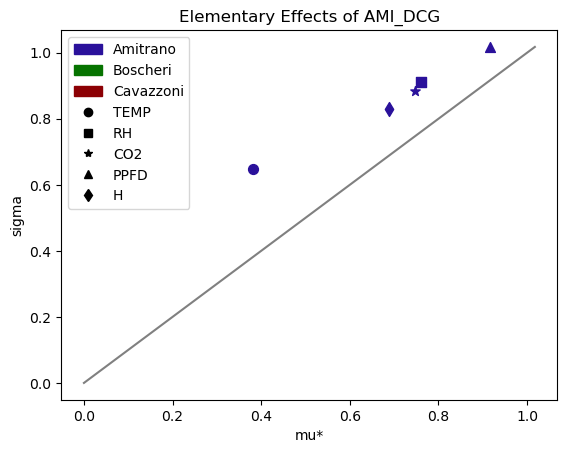 Elementary Effects of AMI_DCG
Amitrano
Boscheri
Cavazzoni
TEMP
RH
CO2
PPFD
H
sigma
1.0
0.8
0.6
0.4
0.2
0.0
0.0 0.2 0.4 0.6 0.8 1.0
mu*